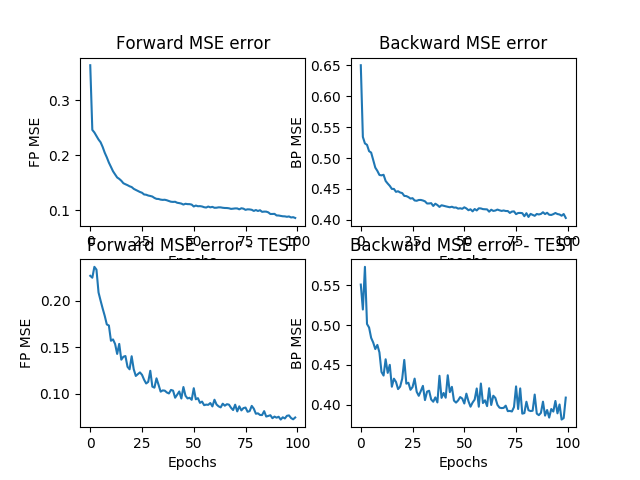 Forward MSE error
Backward MSE error
FP MSE
0.3
0.2
0.1
0 25 50 75 100
Epochs
BP MSE
0.65
0.60
0.55
0.50
0.45
0.40
0 25 50 75 100
Epochs
Forward MSE error - TEST
Backward MSE error - TEST
FP MSE
0.20
0.15
0.10
0 25 50 75 100
Epochs
BP MSE
0.55
0.50
0.45
0.40
0 25 50 75 100
Epochs